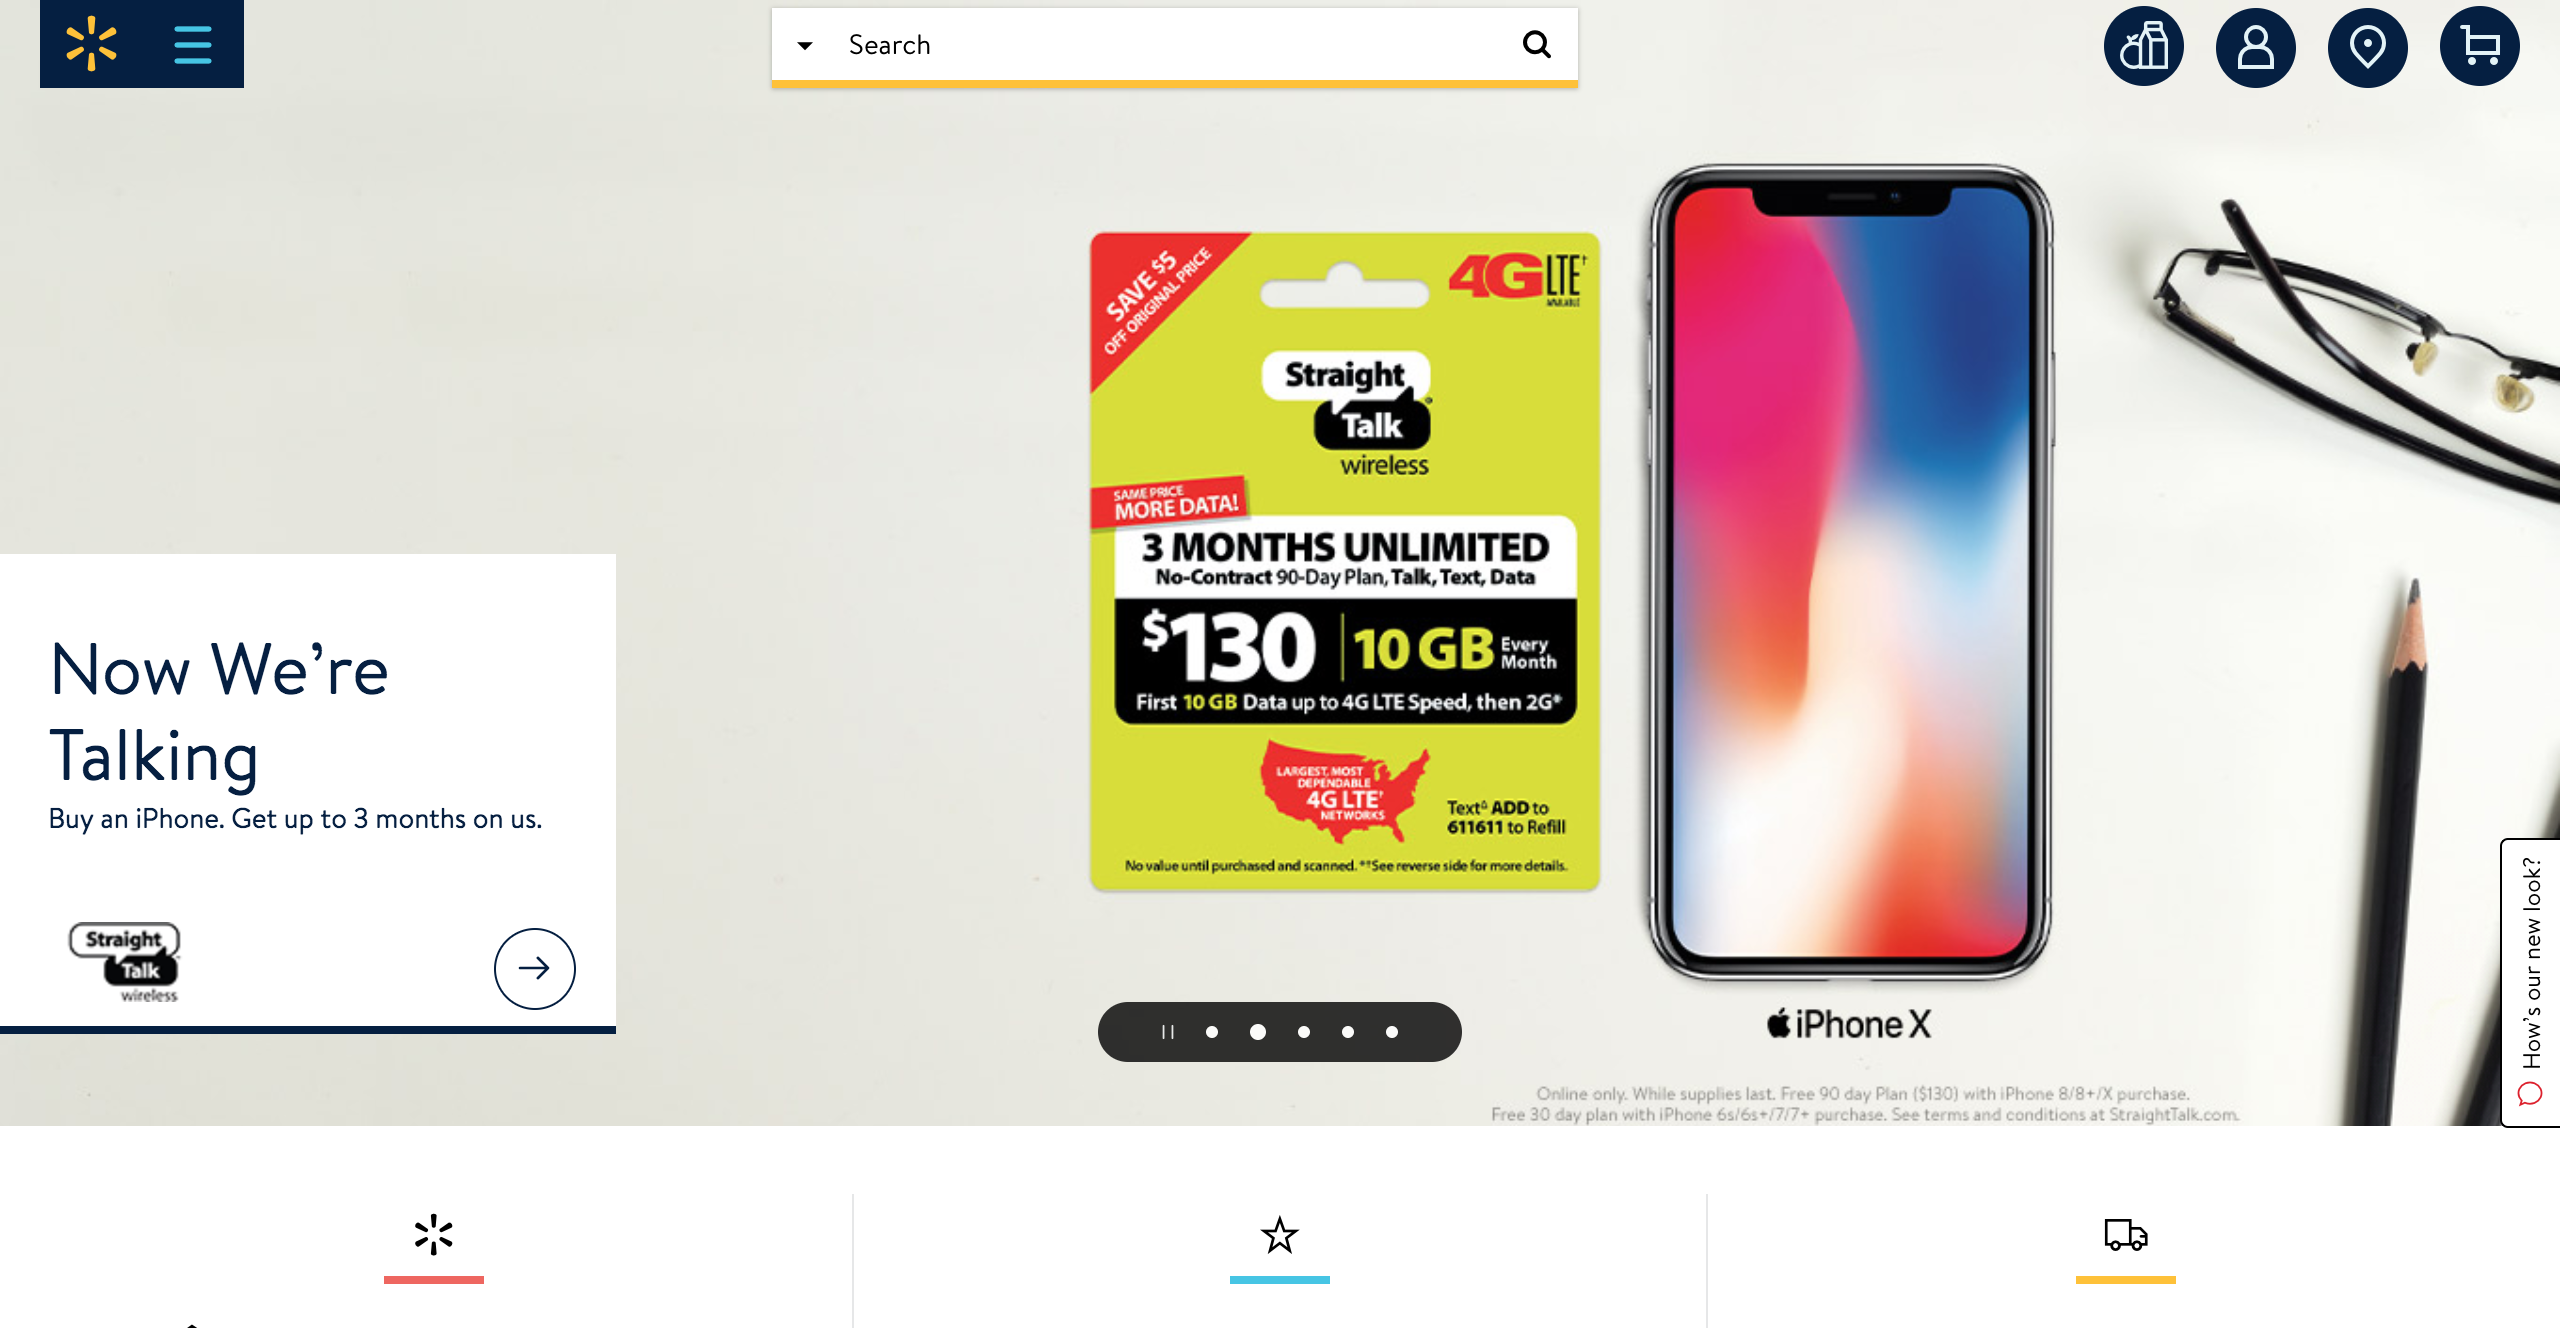 Search
SAVE $5
OFF ORIGINAL PRICE
4G LTE†
AVAILABLE
Straight
Talk®
wireless
SAME PRICE
MORE DATA!
3 MONTHS UNLIMITED
No-Contract 90-Day Plan, Talk, Text, Data
$130 10 GB Every Month
First 10 GB Data up to 4G LTE Speed, then 2G*
LARGEST, MOST
DEPENDABLE
4G LTE†
NETWORKS
Text∆ ADD to
611611 to Refill
No value until purchased and scanned. *†See reverse side for more details.
Now We’re
Talking
Buy an iPhone. Get up to 3 months on us.
Straight
Talk
wireless
iPhone X
Online only. While supplies last. Free 90 day Plan ($130) with iPhone 8/8+/X purchase.
Free 30 day plan with iPhone 6s/6s+/7/7+ purchase. See terms and conditions at StraightTalk.com.
How’s our new look?